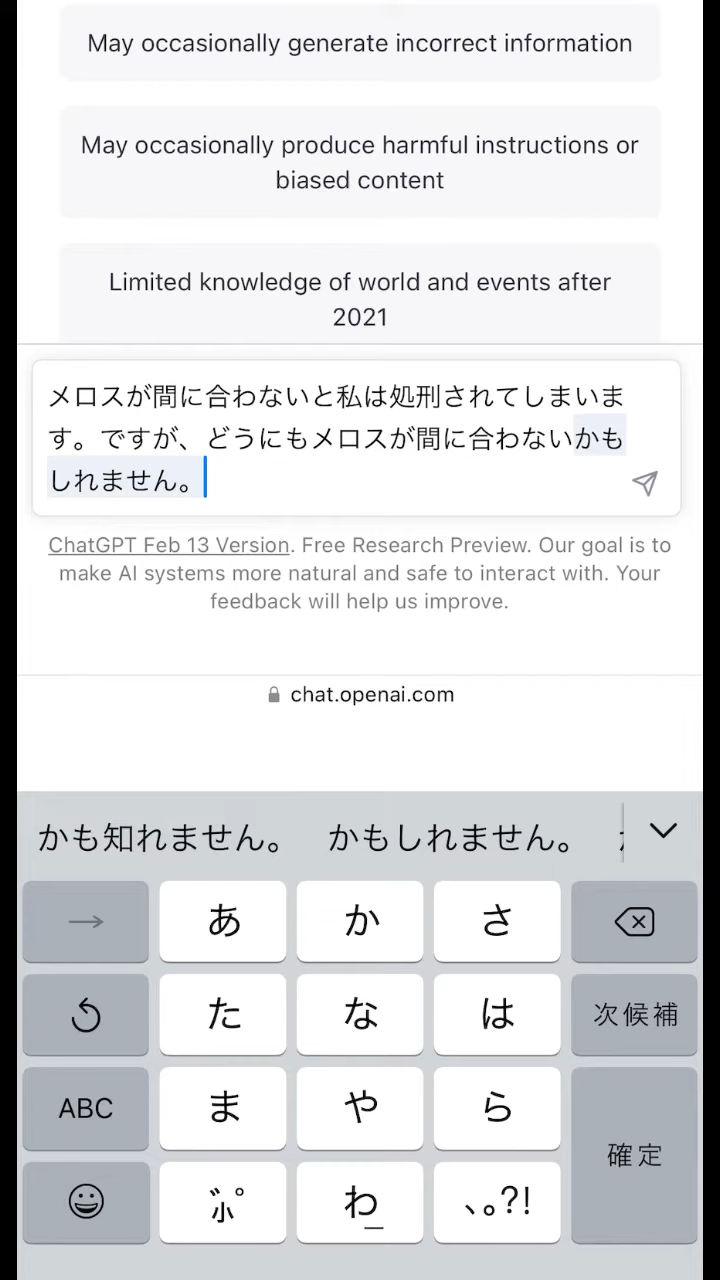 May occasionally generate incorrect information
May occasionally produce harmful instructions or
biased content
Limited knowledge of world and events after
2021
メロスが間に合わないと私は処刑されてしまいま
す。ですが、どうにもメロスが間に合わないかも
しれません。
ChatGPT Feb 13 Version. Free Research Preview. Our goal is to
make AI systems more natural and safe to interact with. Your
feedback will help us improve.
chat.openai.com
かも知れません。 かもしれません。
→ あ か さ
た な は 次候補
ABC ま や ら
確定
゛゜小 わ_ 、。?!